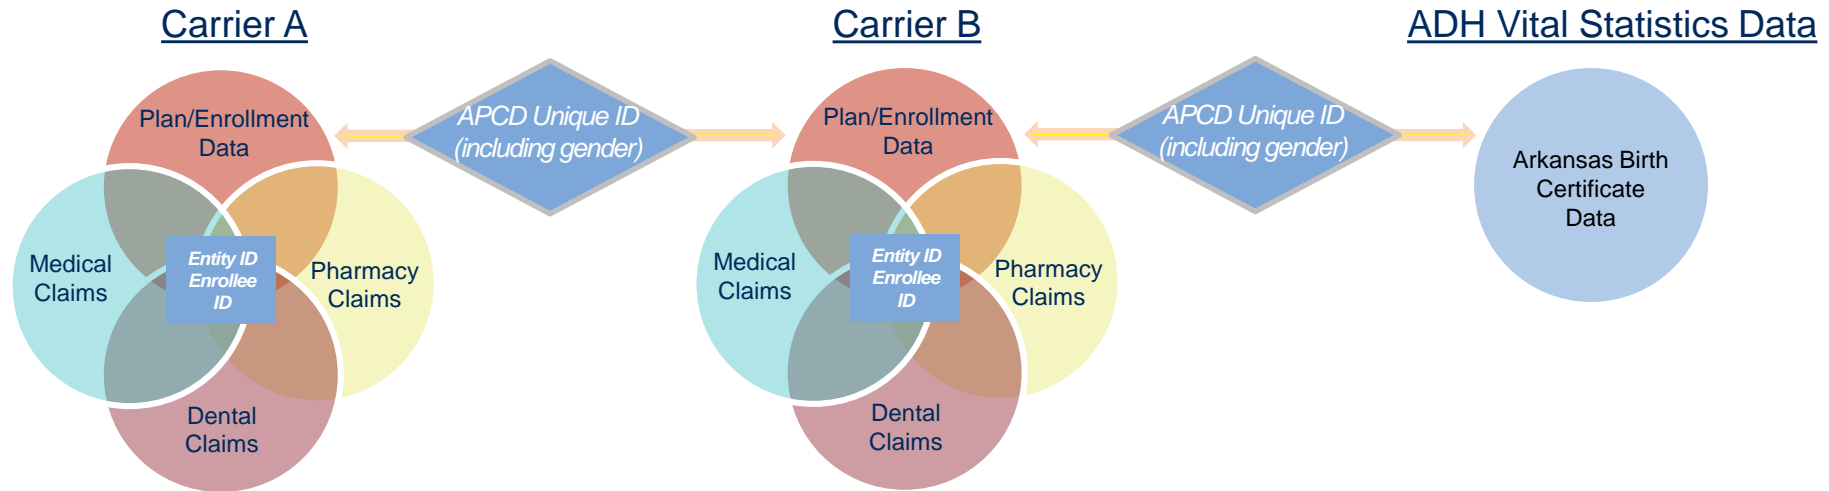 Carrier A
Carrier B
ADH Vital Statistics Data
Plan/Enrollment
Data
Medical
Claims
Entity ID
Enrollee
ID
Pharmacy
Claims
Dental
Claims
APCD Unique ID
(including gender)
Plan/Enrollment
Data
Medical
Claims
Entity ID
Enrollee
ID
Pharmacy
Claims
Dental
Claims
APCD Unique ID
(including gender)
Arkansas Birth
Certificate
Data